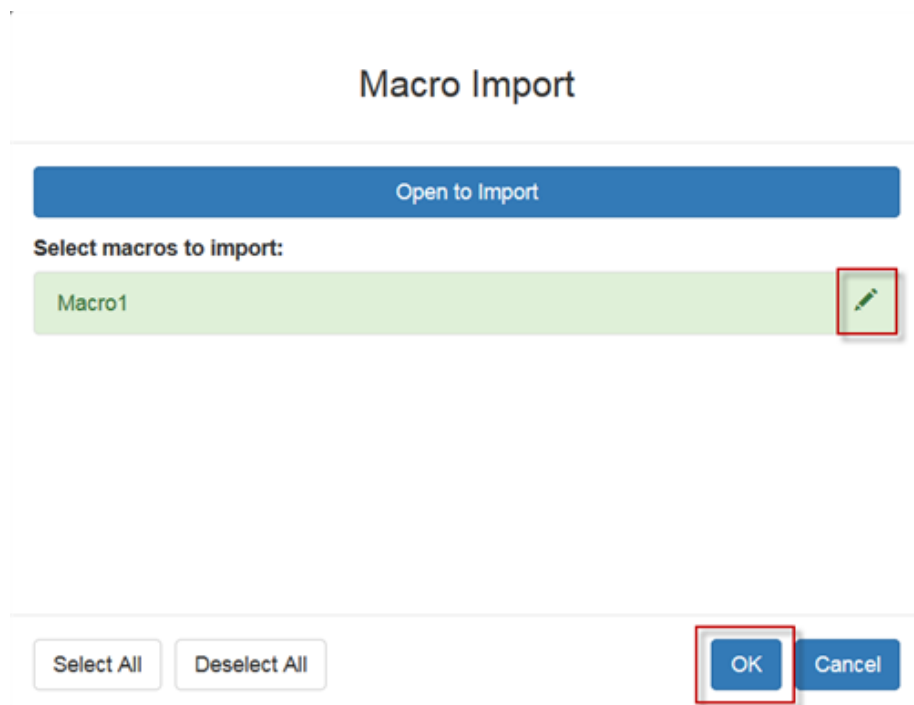 Macro Import
Open to Import
Select macros to import:
Macro1
Select All Deselect All OK Cancel